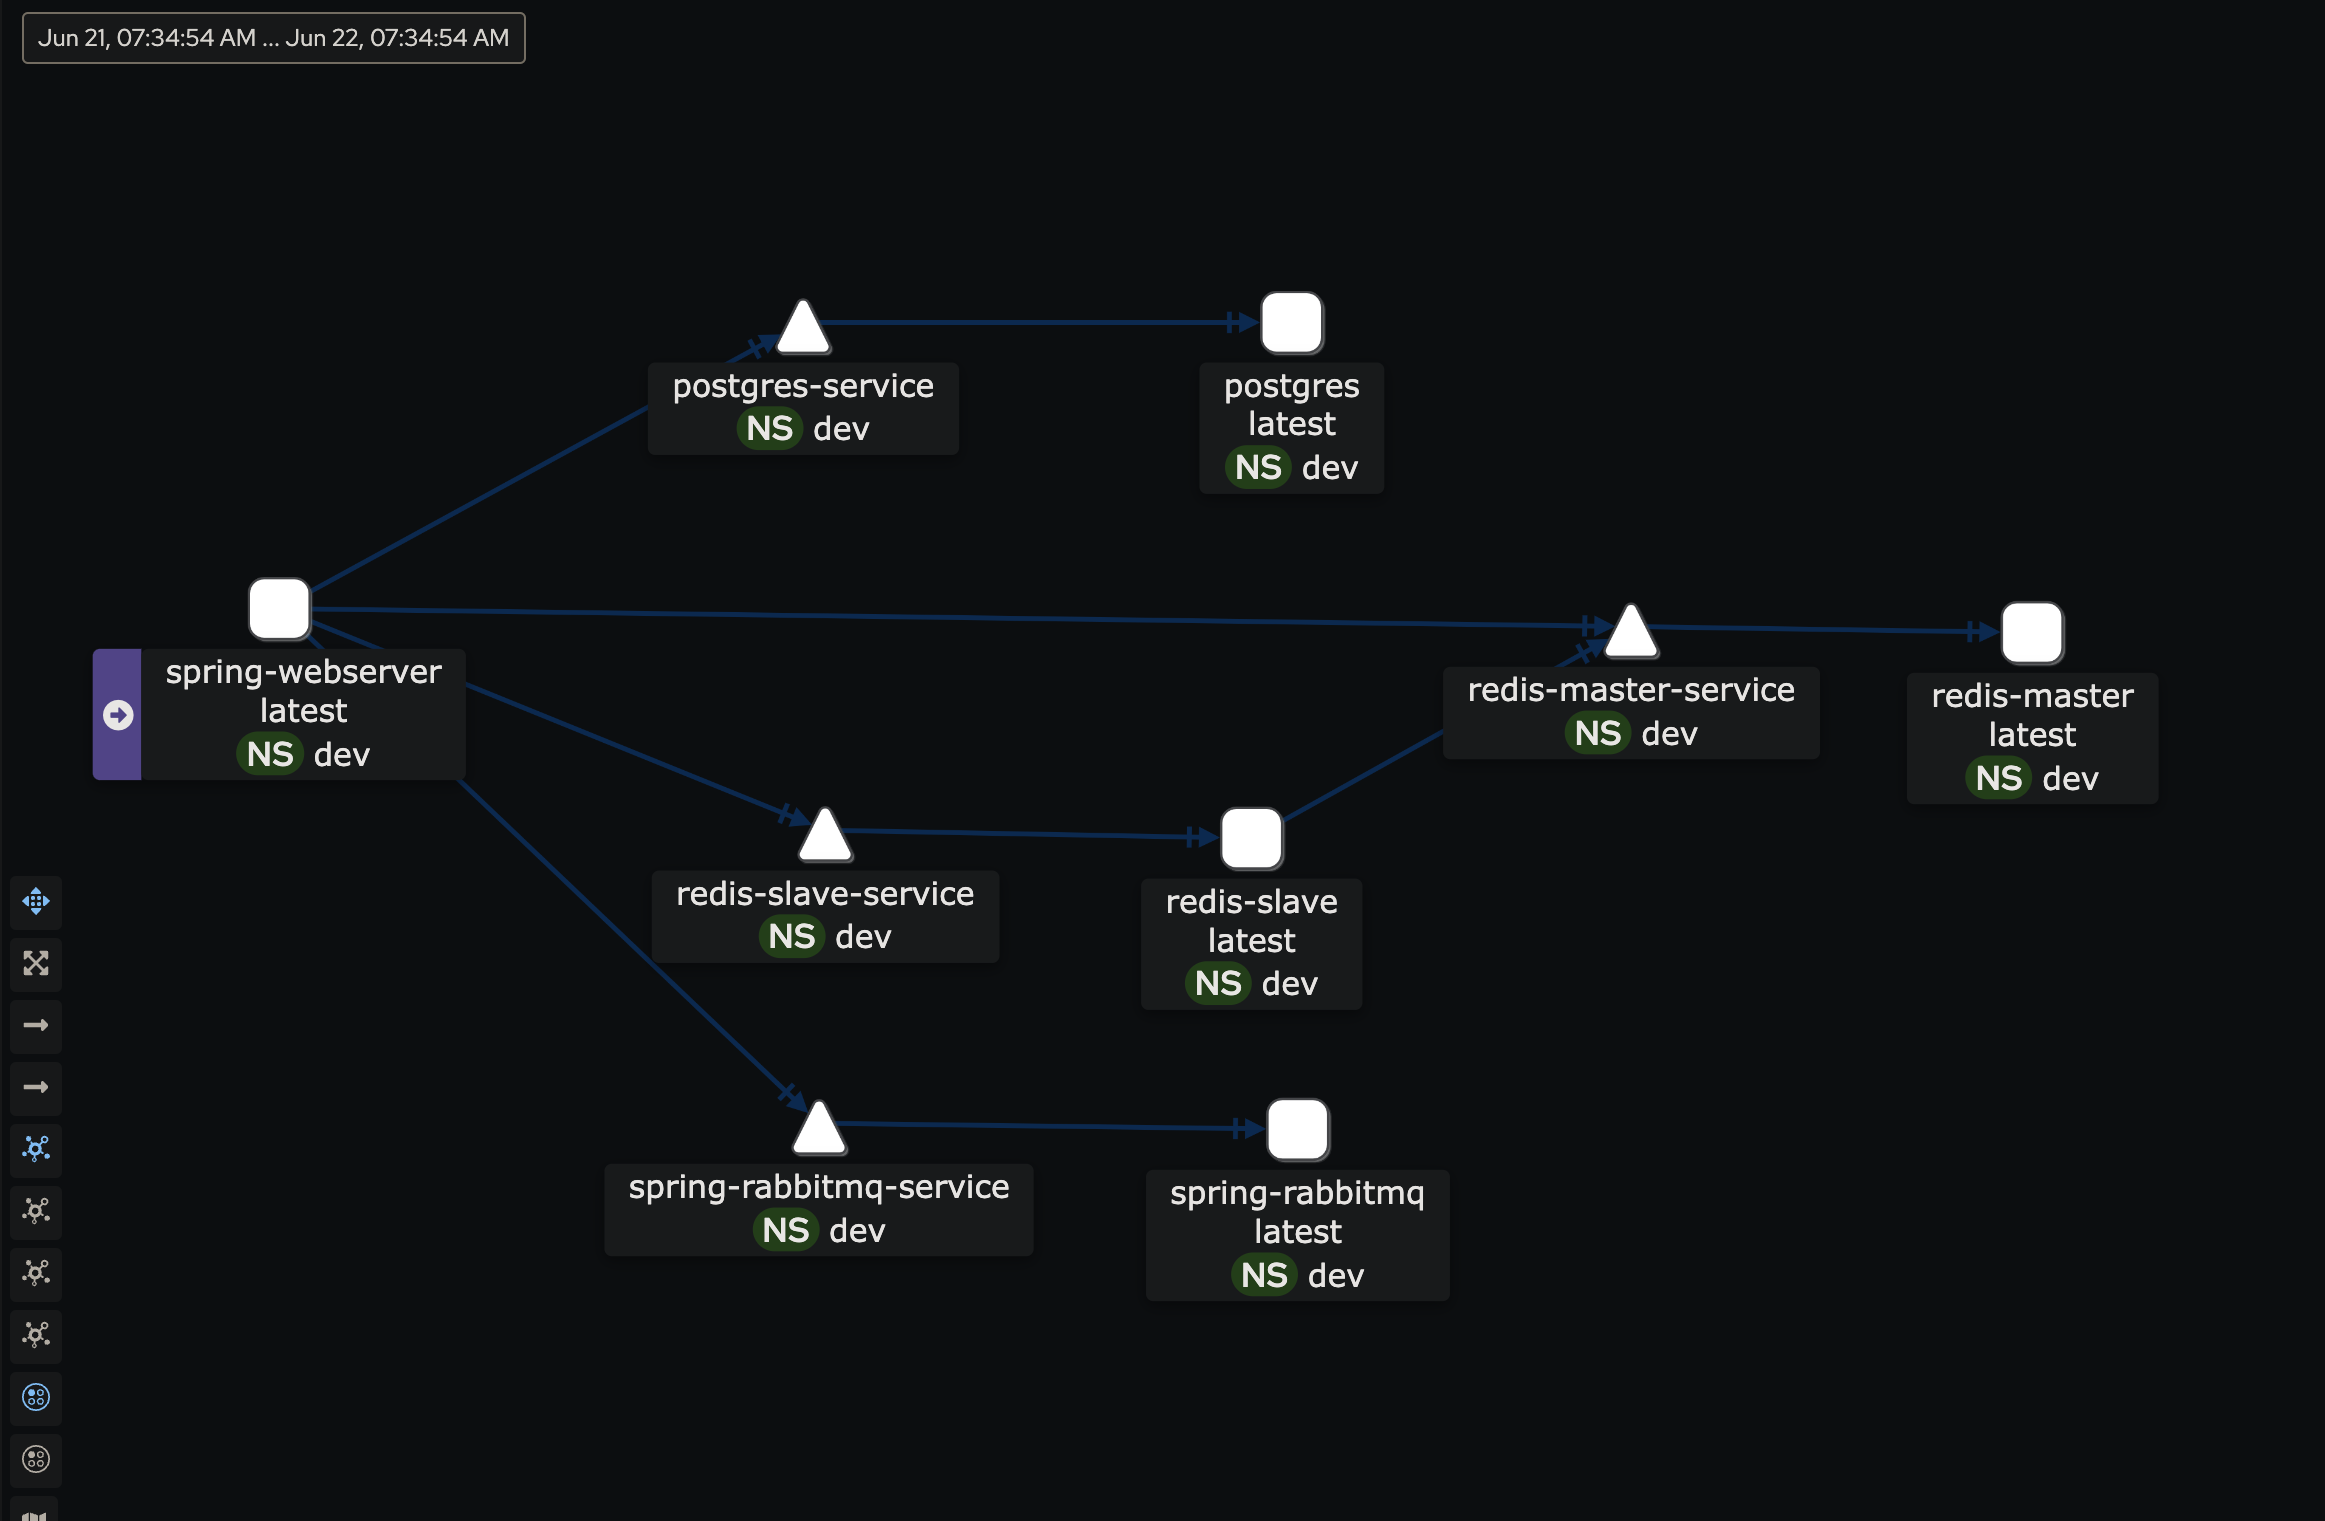 Jun 21, 07:34:54 AM ... Jun 22, 07:34:54 AM
postgres-service
NS dev
postgres
latest
NS dev
spring-webserver
latest
NS dev
redis-master-service
NS dev
redis-master
latest
NS dev
redis-slave-service
NS dev
redis-slave
latest
NS dev
spring-rabbitmq-service
NS dev
spring-rabbitmq
latest
NS dev